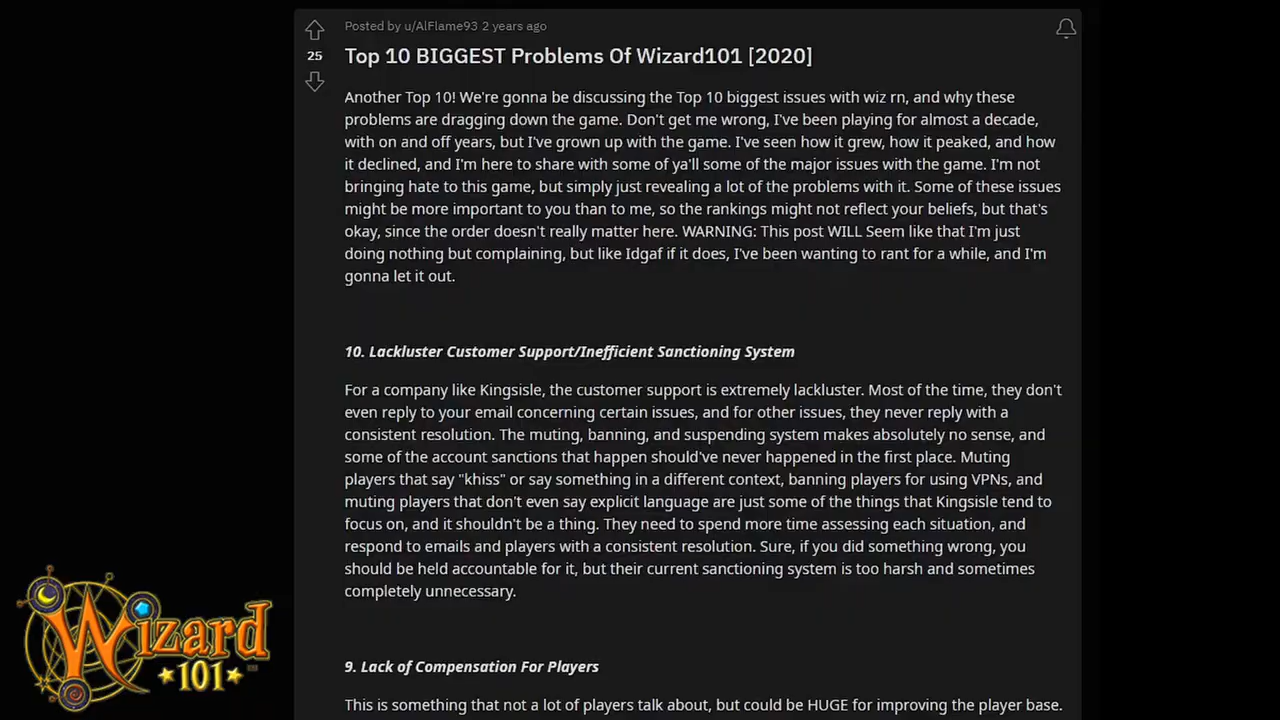 Posted by u/AlFlame93 2 years ago
25
Top 10 BIGGEST Problems Of Wizard101 [2020]
Another Top 10! We're gonna be discussing the Top 10 biggest issues with wiz rn, and why these
problems are dragging down the game. Don't get me wrong, I've been playing for almost a decade,
with on and off years, but I've grown up with the game. I've seen how it grew, how it peaked, and how
it declined, and I'm here to share with some of ya'll some of the major issues with the game. I'm not
bringing hate to this game, but simply just revealing a lot of the problems with it. Some of these issues
might be more important to you than to me, so the rankings might not reflect your beliefs, but that's
okay, since the order doesn't really matter here. WARNING: This post WILL Seem like that I'm just
doing nothing but complaining, but like Idgaf if it does, I've been wanting to rant for a while, and I'm
gonna let it out.
10. Lackluster Customer Support/Inefficient Sanctioning System
For a company like Kingsisle, the customer support is extremely lackluster. Most of the time, they don't
even reply to your email concerning certain issues, and for other issues, they never reply with a
consistent resolution. The muting, banning, and suspending system makes absolutely no sense, and
some of the account sanctions that happen should've never happened in the first place. Muting
players that say "khiss" or say something in a different context, banning players for using VPNs, and
muting players that don't even say explicit language are just some of the things that Kingsisle tend to
focus on, and it shouldn't be a thing. They need to spend more time assessing each situation, and
respond to emails and players with a consistent resolution. Sure, if you did something wrong, you
should be held accountable for it, but their current sanctioning system is too harsh and sometimes
completely unnecessary.
9. Lack of Compensation For Players
This is something that not a lot of players talk about, but could be HUGE for improving the player base.
Wizard
101